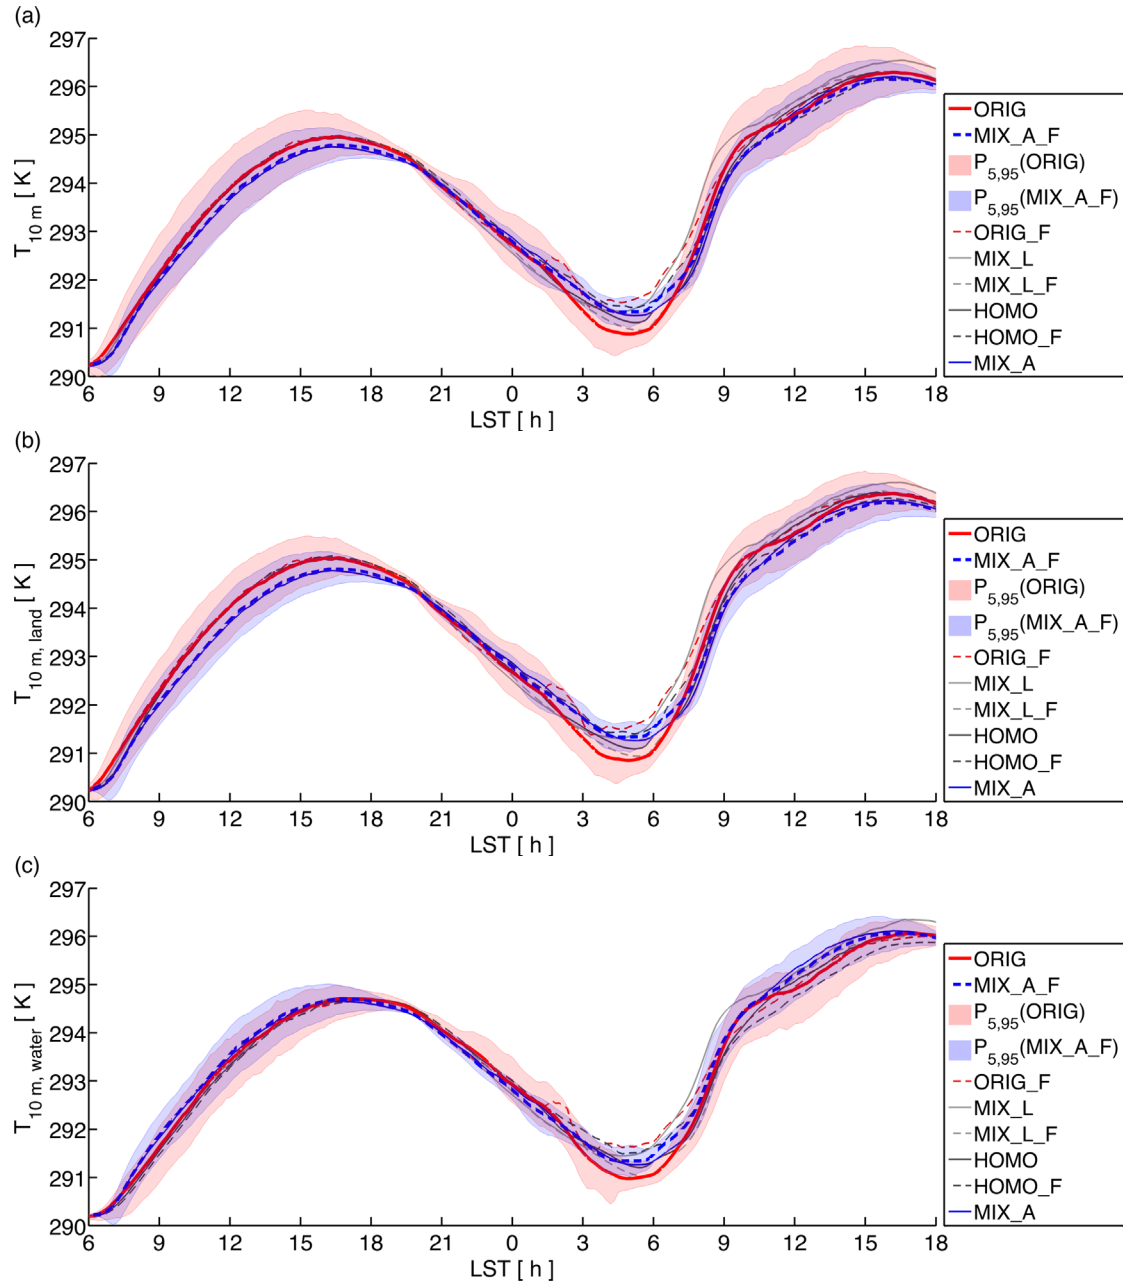 (a)
297
296
295
294
293
292
291
290
T10 m [ K ]
6 9 12 15 18 21 0 3 6 9 12 15 18
LST [ h ]
ORIG
MIX_A_F
P5,95(ORIG)
P5,95(MIX_A_F)
ORIG_F
MIX_L
MIX_L_F
HOMO
HOMO_F
MIX_A
(b)
297
296
295
294
293
292
291
290
T10 m, land [ K ]
6 9 12 15 18 21 0 3 6 9 12 15 18
LST [ h ]
ORIG
MIX_A_F
P5,95(ORIG)
P5,95(MIX_A_F)
ORIG_F
MIX_L
MIX_L_F
HOMO
HOMO_F
MIX_A
(c)
297
296
295
294
293
292
291
290
T10 m, water [ K ]
6 9 12 15 18 21 0 3 6 9 12 15 18
LST [ h ]
ORIG
MIX_A_F
P5,95(ORIG)
P5,95(MIX_A_F)
ORIG_F
MIX_L
MIX_L_F
HOMO
HOMO_F
MIX_A